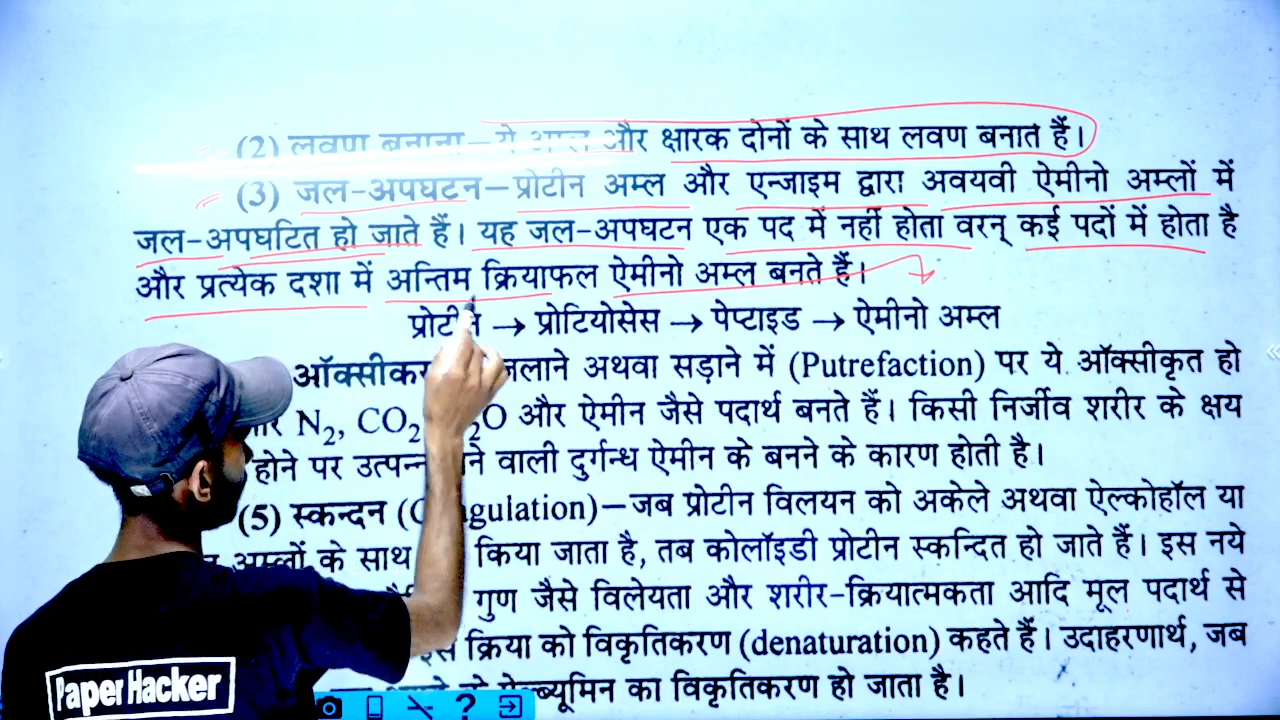 (2) लवण बनाना–ये अम्ल और क्षारक दोनों के साथ लवण बनाते हैं।
(3) जल-अपघटन–प्रोटीन अम्ल और एन्जाइम द्वारा अवयवी ऐमीनो अम्लों में
जल-अपघटित हो जाते हैं। यह जल-अपघटन एक पद में नहीं होता वरन् कई पदों में होता है
और प्रत्येक दशा में अन्तिम क्रियाफल ऐमीनो अम्ल बनते हैं।
प्रोटीन → प्रोटियोसेस → पेप्टाइड → ऐमीनो अम्ल
ऑक्सीकर जलाने अथवा सड़ाने में (Putrefaction) पर ये ऑक्सीकृत हो
N₂, CO₂ O और ऐमीन जैसे पदार्थ बनते हैं। किसी निर्जीव शरीर के क्षय
होने पर उत्पन्न वाली दुर्गन्ध ऐमीन के बनने के कारण होती है।
(5) स्कन्दन (C agulation)–जब प्रोटीन विलयन को अकेले अथवा ऐल्कोहॉल या
अम्लों के साथ किया जाता है, तब कोलॉइडी प्रोटीन स्कन्दित हो जाते हैं। इस नये
गुण जैसे विलेयता और शरीर-क्रियात्मकता आदि मूल पदार्थ से
इस क्रिया को विकृतिकरण (denaturation) कहते हैं। उदाहरणार्थ, जब
का विकृतिकरण हो जाता है।
Paper Hacker